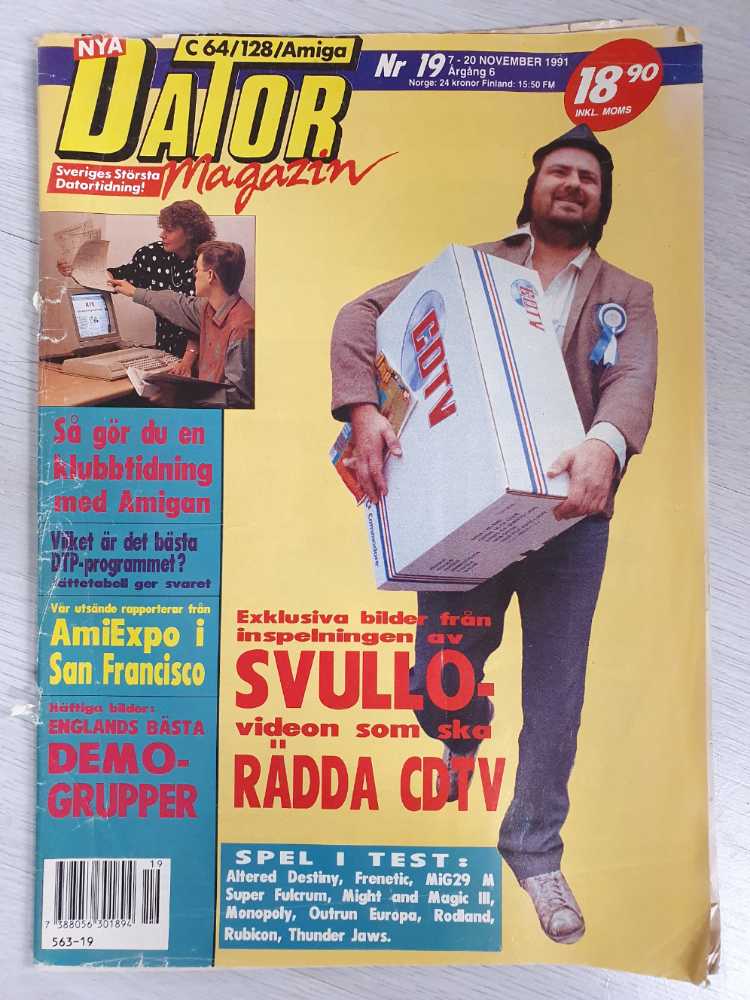 NYA
C 64/128/Amiga
DATOR
Magazin
Sveriges Största
Datortidning!
Nr 19
7 - 20 NOVEMBER 1991
Årgång 6
Norge: 24 kronor Finland: 15:50 FM
18 90
INKL. MOMS
CDTV
CDTV
Commodore
Så gör du en
klubbtidning
med Amigan
Vilket är det bästa
DTP-programmet?
Jättetabell ger svaret
Vår utsände rapporterar från
AmiExpo i
San Francisco
Häftiga bilder:
ENGLANDS BÄSTA
DEMO-
GRUPPER
Exklusiva bilder från
inspelningen av
SVULLO-
videon som ska
RÄDDA CDTV
SPEL I TEST:
Altered Destiny, Frenetic, MiG29 M
Super Fulcrum, Might and Magic III,
Monopoly, Outrun Europa, Rodland,
Rubicon, Thunder Jaws.
19
7 388056 301894
563-19